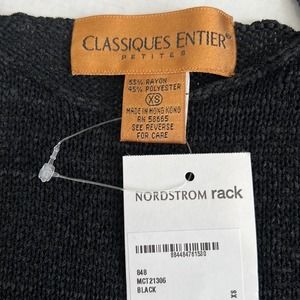 CLASSIQUES ENTIER®
PETITES
55% RAYON
45% POLYESTER
XS
MADE IN HONG KONG
RN 58665
SEE REVERSE
FOR CARE
NORDSTROM rack
848
MCT21306
BLACK
XS